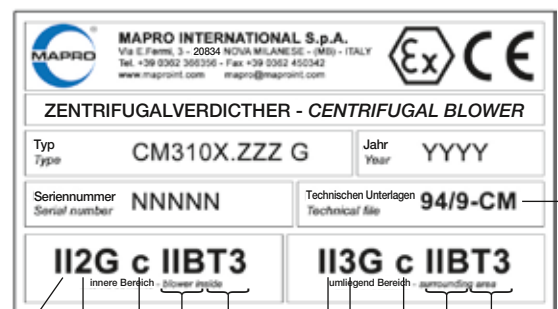 MAPRO
MAPRO INTERNATIONAL S.p.A.
Via E.Fermi, 3 - 20834 NOVA MILANESE - (MB) - ITALY
Tel. +39 0362 366356 - Fax +39 0362 450342
www.maproint.com mapro@maproint.com
Ex CE
ZENTRIFUGALVERDICTHER - CENTRIFUGAL BLOWER
Typ
Type
CM310X.ZZZ G
Jahr
Year
YYYY
Seriennummer
Serial number
NNNNN
Technischen Unterlagen
Technical file
94/9-CM
II2G c IIBT3
innere Bereich - blower inside
II3G c IIBT3
umliegend Bereich - surrounding area